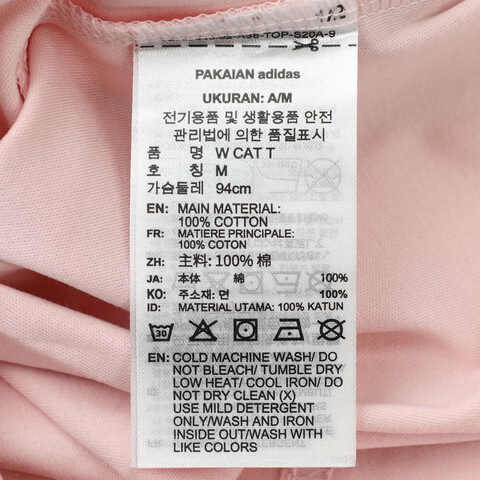 A38-TOP-S20A-9
PAKAIAN adidas
UKURAN: A/M
전기용품 및 생활용품 안전
관리법에 의한 품질표시
품 명 W CAT T
호 칭 M
가슴둘레 94cm
EN: MAIN MATERIAL:
100% COTTON
FR: MATIERE PRINCIPALE:
100% COTON
ZH: 主料: 100% 棉
JA: 本体 綿 100%
KO: 주소재: 면 100%
ID: MATERIAL UTAMA: 100% KATUN
30
EN: COLD MACHINE WASH/ DO
NOT BLEACH/ TUMBLE DRY
LOW HEAT/ COOL IRON/ DO
NOT DRY CLEAN (X)
USE MILD DETERGENT
ONLY/WASH AND IRON
INSIDE OUT/WASH WITH
LIKE COLORS